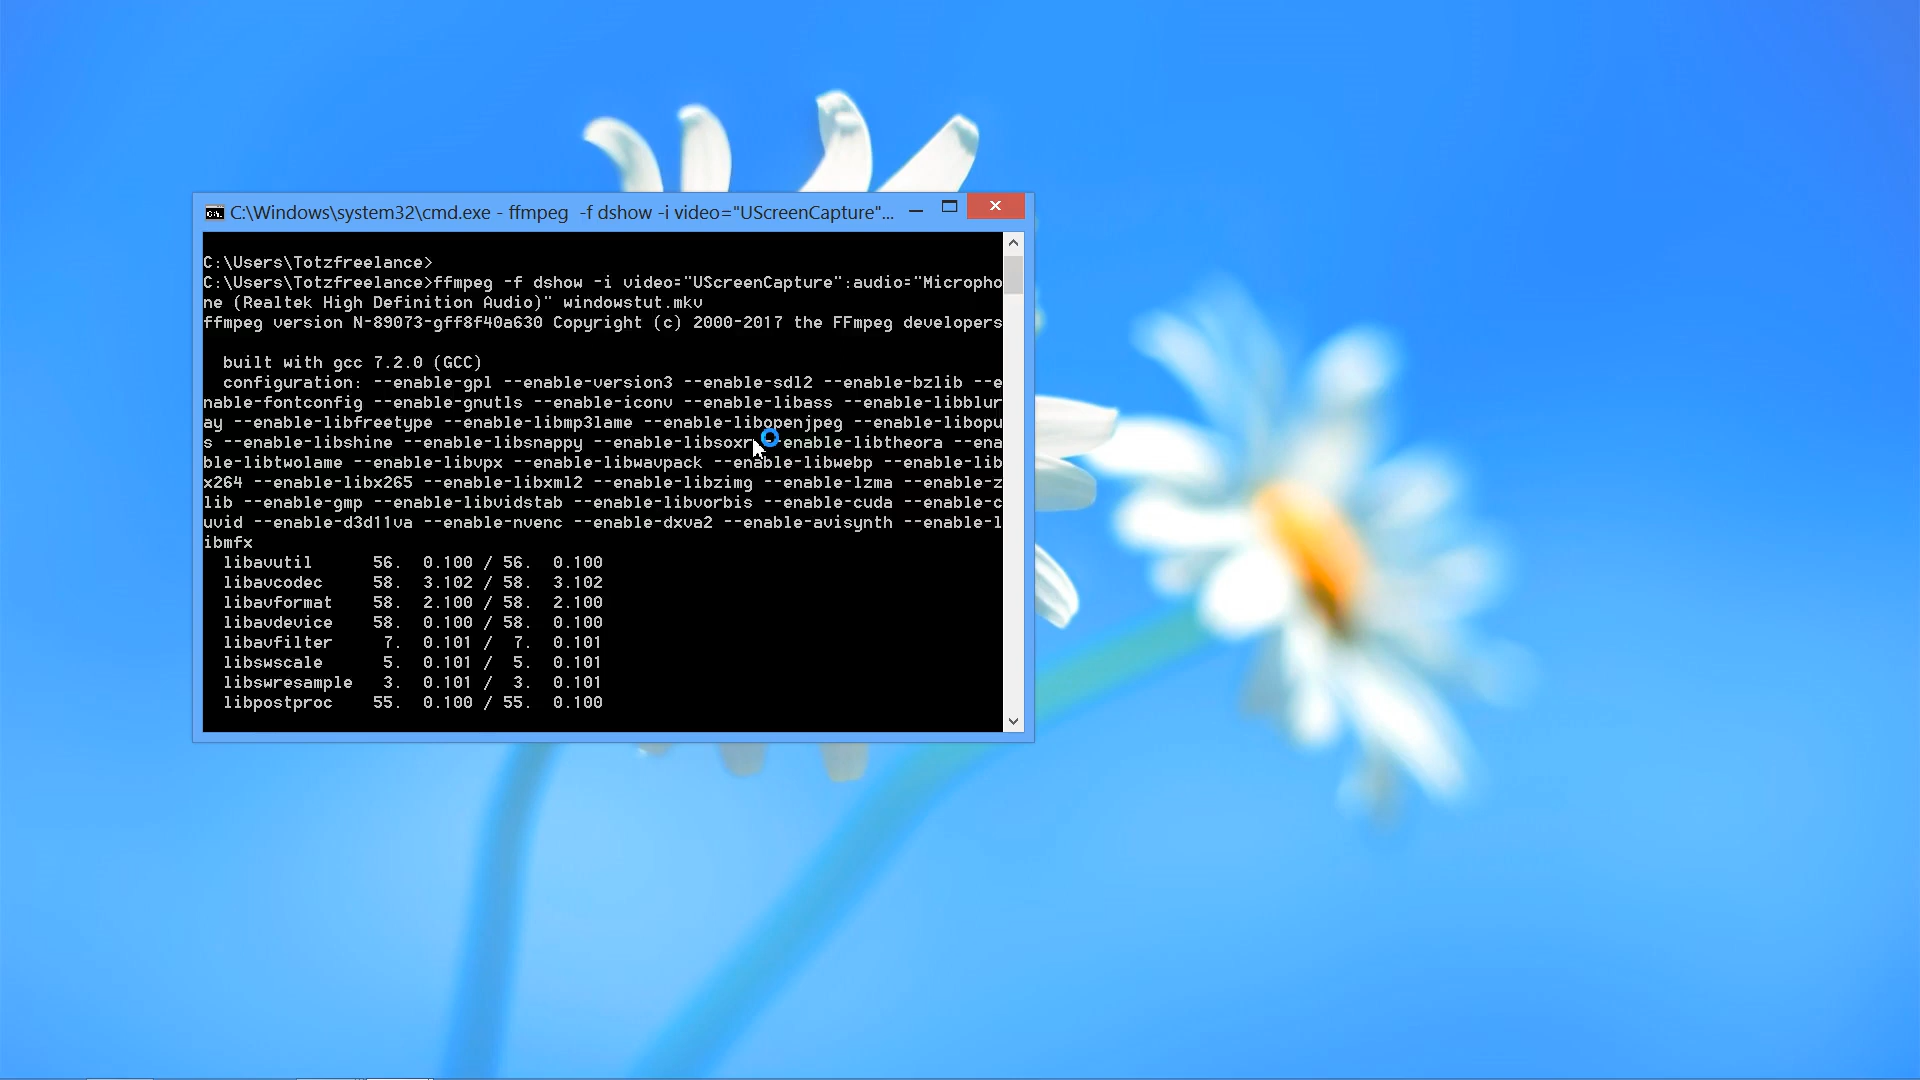 C:\Windows\system32\cmd.exe - ffmpeg  -f dshow -i video="UScreenCapture"...
C:\Users\Totzfreelance>
C:\Users\Totzfreelance>ffmpeg -f dshow -i video="UScreenCapture":audio="Micropho
ne (Realtek High Definition Audio)" windowstut.mkv
ffmpeg version N-89073-gff8f40a630 Copyright (c) 2000-2017 the FFmpeg developers
  built with gcc 7.2.0 (GCC)
  configuration: --enable-gpl --enable-version3 --enable-sdl2 --enable-bzlib --e
nable-fontconfig --enable-gnutls --enable-iconv --enable-libass --enable-libblur
ay --enable-libfreetype --enable-libmp3lame --enable-libopenjpeg --enable-libopu
s --enable-libshine --enable-libsnappy --enable-libsoxr --enable-libtheora --ena
ble-libtwolame --enable-libvpx --enable-libwavpack --enable-libwebp --enable-lib
x264 --enable-libx265 --enable-libxml2 --enable-libzimg --enable-lzma --enable-z
lib --enable-gmp --enable-libvidstab --enable-libvorbis --enable-cuda --enable-c
uvid --enable-d3d11va --enable-nvenc --enable-dxva2 --enable-avisynth --enable-l
ibmfx
  libavutil      56.  0.100 / 56.  0.100
  libavcodec     58.  3.102 / 58.  3.102
  libavformat    58.  2.100 / 58.  2.100
  libavdevice    58.  0.100 / 58.  0.100
  libavfilter     7.  0.101 /  7.  0.101
  libswscale      5.  0.101 /  5.  0.101
  libswresample   3.  0.101 /  3.  0.101
  libpostproc    55.  0.100 / 55.  0.100